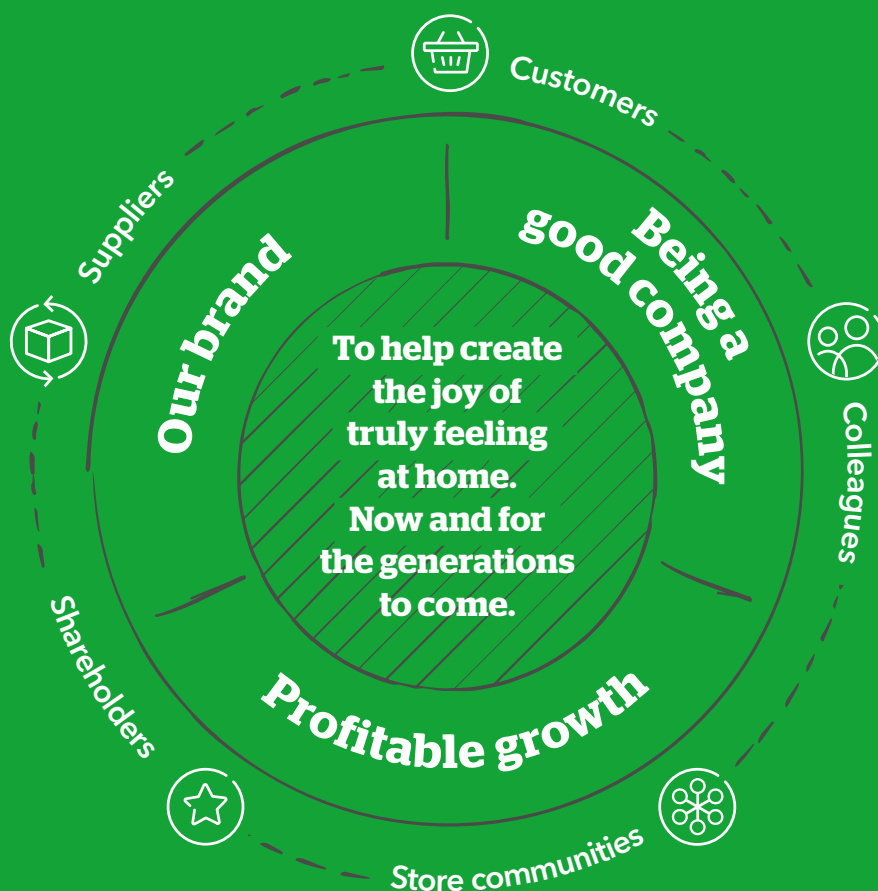 Customers
Suppliers
Being a
good company
Our brand
To help create
the joy of
truly feeling
at home.
Now and for
the generations
to come.
Colleagues
Shareholders
Profitable growth
Store communities